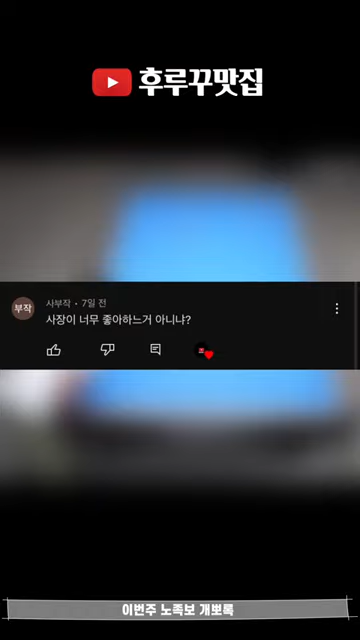 후루꾸맛집
부작
사부작 • 7일 전
사장이 너무 좋아하느거 아니냐?
이번주 노족보 개뽀록